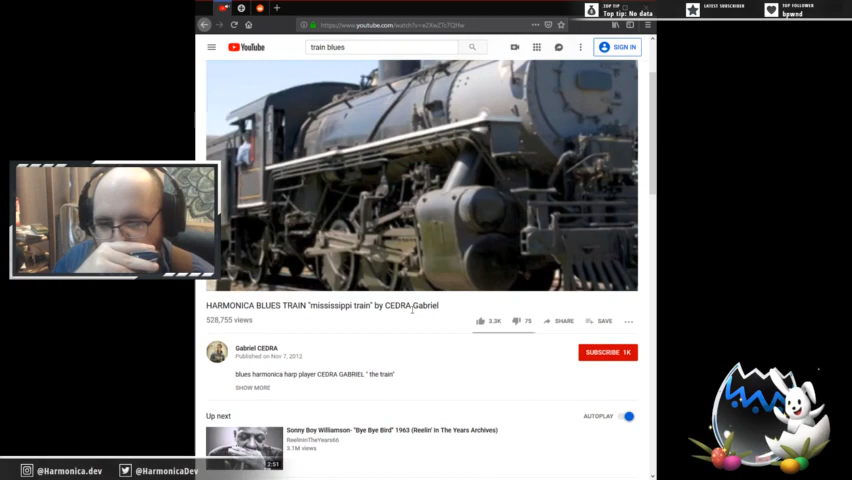 TOP TIP
Top tip: No data
LATEST SUBSCRIBER
TOP FOLLOWER
bpwnd
YouTube
train blues
SIGN IN
HARMONICA BLUES TRAIN "mississippi train" by CEDRA Gabriel
528,755 views
3.3K
75
SHARE
SAVE
Gabriel CEDRA
Published on Nov 7, 2012
SUBSCRIBE 1K
blues harmonica harp player CEDRA GABRIEL " the train"
SHOW MORE
Up next
AUTOPLAY
Sonny Boy Williamson- "Bye Bye Bird" 1963 (Reelin' In The Years Archives)
ReelinInTheYears66
3.1M views
2:51
@Harmonica.dev
@HarmonicaDev